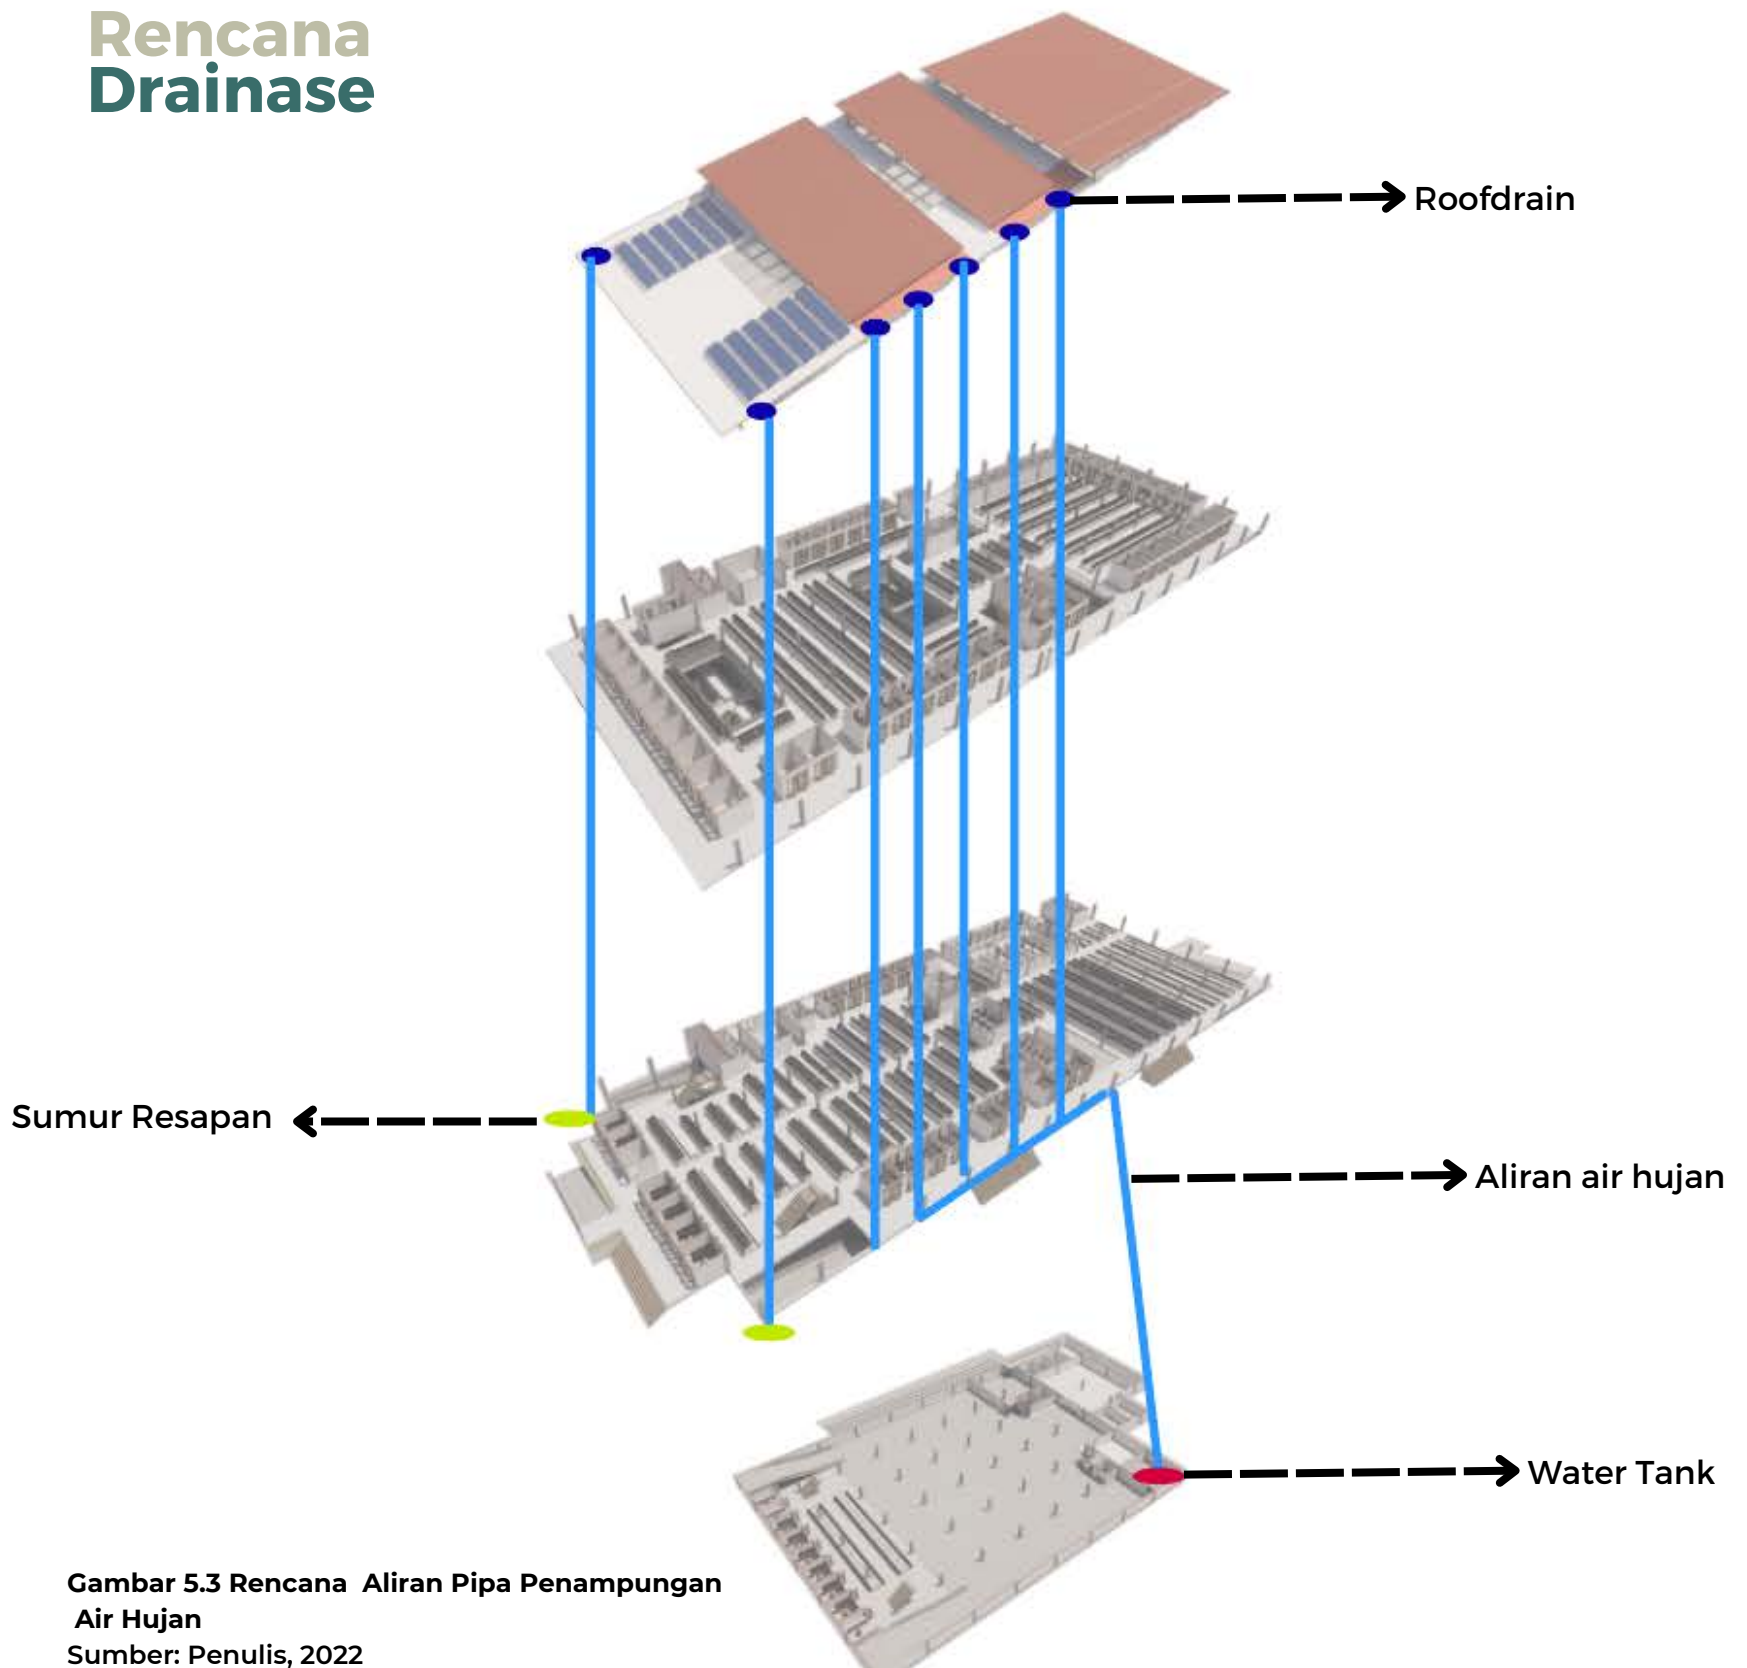 Rencana
Drainase
Roofdrain
Sumur Resapan
Aliran air hujan
Water Tank
Gambar 5.3 Rencana Aliran Pipa Penampungan
Air Hujan
Sumber: Penulis, 2022